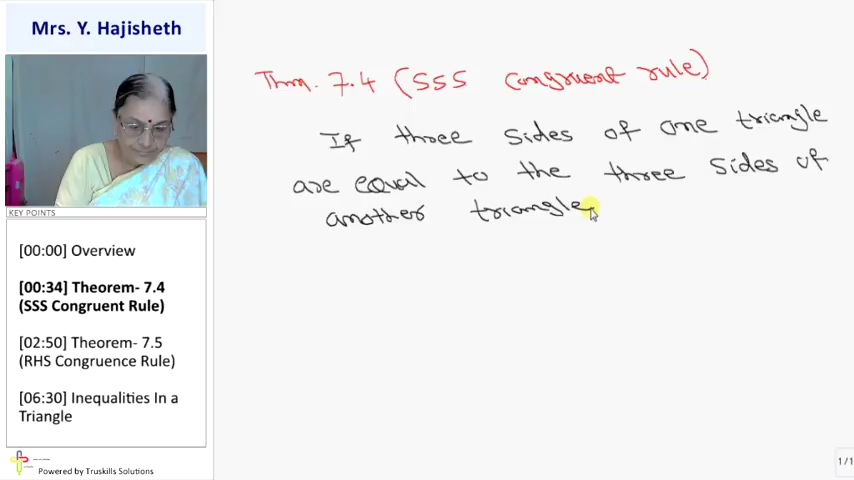 Mrs. Y. Hajisheth
KEY POINTS
[00:00] Overview
[00:34] Theorem- 7.4
(SSS Congruent Rule)
[02:50] Theorem- 7.5
(RHS Congruence Rule)
[06:30] Inequalities In a
Triangle
Powered by Truskills Solutions
Thm. 7.4 (SSS congruent rule)
If three sides of one triangle
are equal to the three sides of
another triangle,
1/1